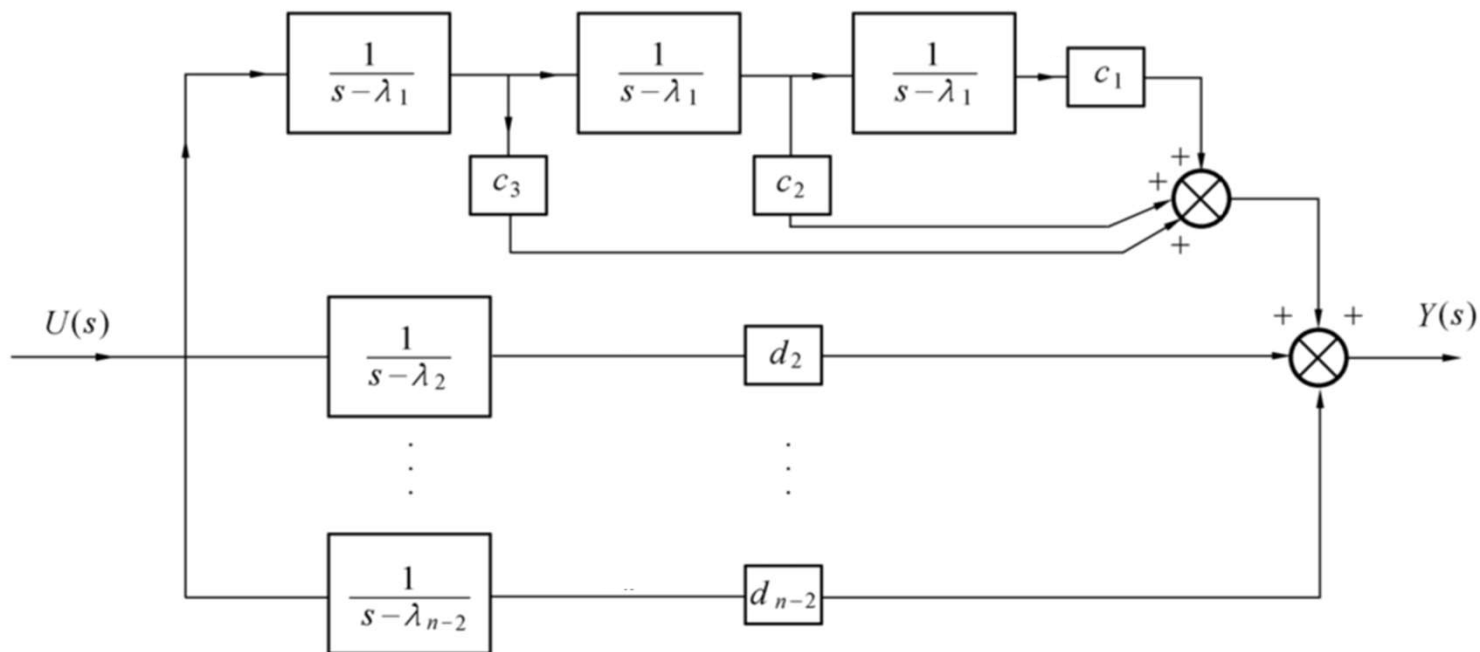 1/(s−λ₁) 1/(s−λ₁) 1/(s−λ₁) c₁
+
c₃ c₂ +
+
U(s) + + Y(s)
1/(s−λ₂) d₂
1/(s−λₙ₋₂) dₙ₋₂